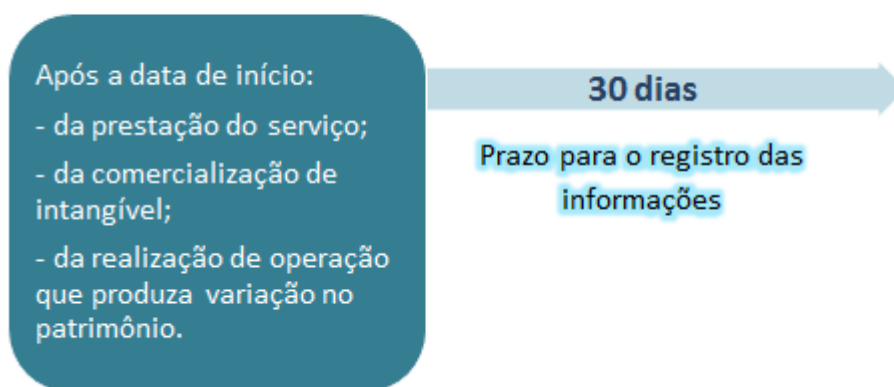 Após a data de início:
- da prestação do serviço;
- da comercialização de
intangível;
- da realização de operação
que produza variação no
patrimônio.
30 dias
Prazo para o registro das
informações